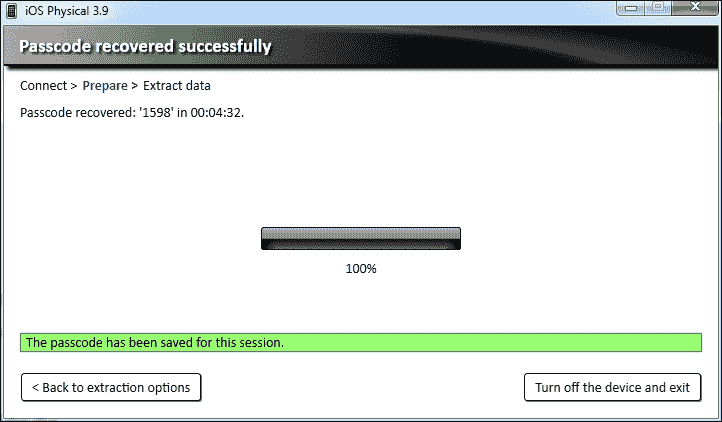 iOS Physical 3.9
Passcode recovered successfully
Connect > Prepare > Extract data
Passcode recovered: '1598' in 00:04:32.
100%
The passcode has been saved for this session.
< Back to extraction options
Turn off the device and exit